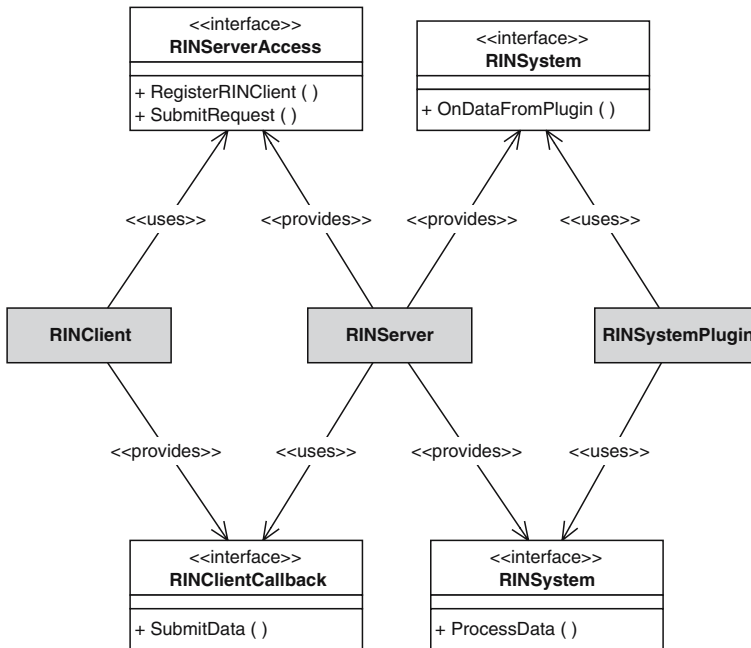 <<interface>>
RINServerAccess
+ RegisterRINClient ( )
+ SubmitRequest ( )
<<interface>>
RINSystem
+ OnDataFromPlugin ( )
<<uses>>
<<provides>>
<<provides>>
<<uses>>
RINClient
RINServer
RINSystemPlugin
<<provides>>
<<uses>>
<<provides>>
<<uses>>
<<interface>>
RINClientCallback
+ SubmitData ( )
<<interface>>
RINSystem
+ ProcessData ( )